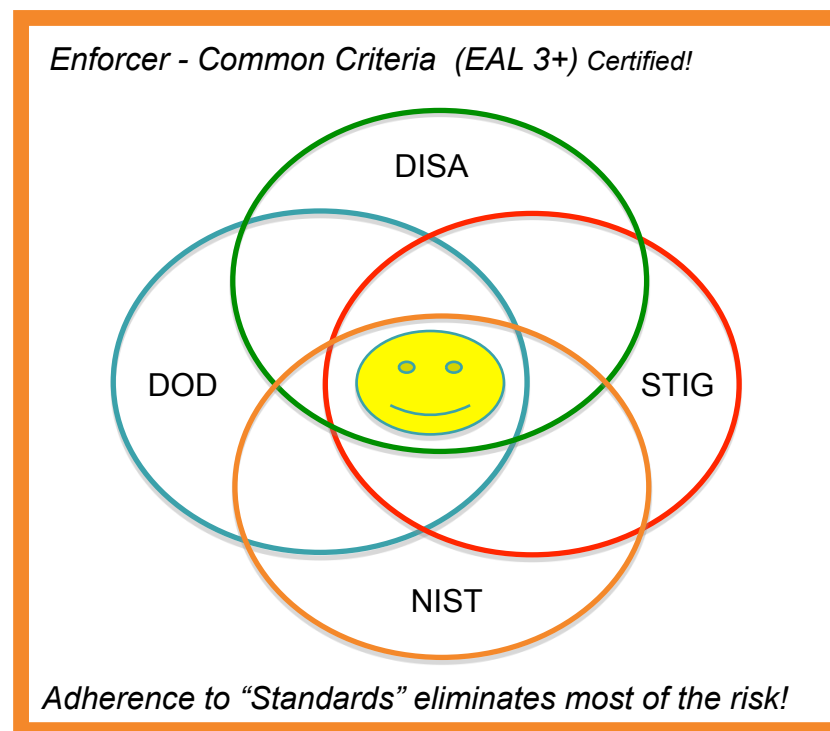 Enforcer - Common Criteria (EAL 3+) Certified!
DISA
DOD
STIG
NIST
Adherence to “Standards” eliminates most of the risk!